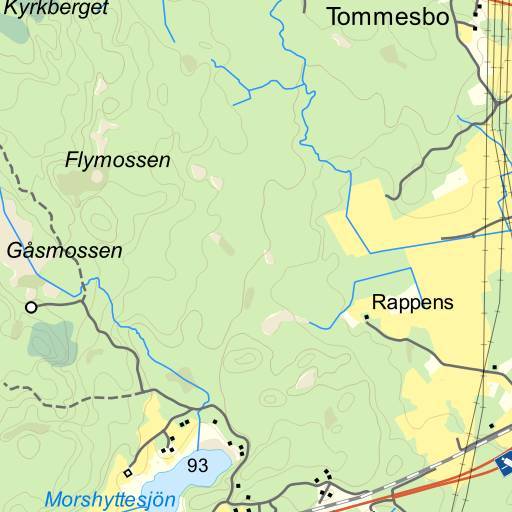 Kyrkberget
Tommesbo
Flymossen
Gåsmossen
Rappens
93
Morshyttesjön